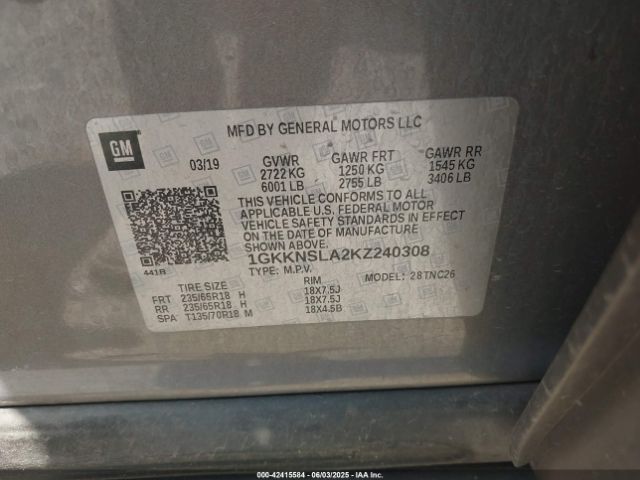 GM
MFD BY GENERAL MOTORS LLC
03/19 GVWR GAWR FRT GAWR RR
2722 KG 1250 KG 1545 KG
6001 LB 2755 LB 3406 LB
THIS VEHICLE CONFORMS TO ALL
APPLICABLE U.S. FEDERAL MOTOR
VEHICLE SAFETY STANDARDS IN EFFECT
ON THE DATE OF MANUFACTURE
SHOWN ABOVE.
1GKKNSLA2KZ240308
441B TYPE: M.P.V. MODEL: 28TNC26
TIRE SIZE RIM
FRT 235/65R18 H 18X7.5J
RR 235/65R18 H 18X7.5J
SPA T135/70R18 M 18X4.5B
000-42415584 | 06/03/2025 - IAA Inc.